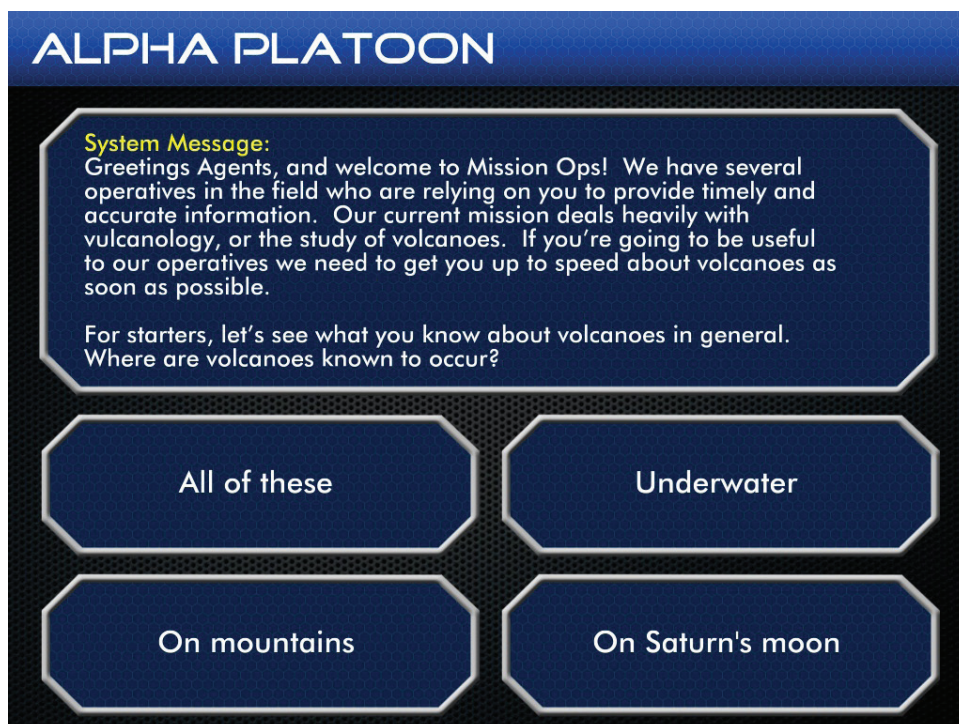 ALPHA PLATOON
System Message:
Greetings Agents, and welcome to Mission Ops!  We have several
operatives in the field who are relying on you to provide timely and
accurate information.  Our current mission deals heavily with
vulcanology, or the study of volcanoes.  If you’re going to be useful
to our operatives we need to get you up to speed about volcanoes as
soon as possible.
For starters, let’s see what you know about volcanoes in general.
Where are volcanoes known to occur?
All of these
Underwater
On mountains
On Saturn's moon